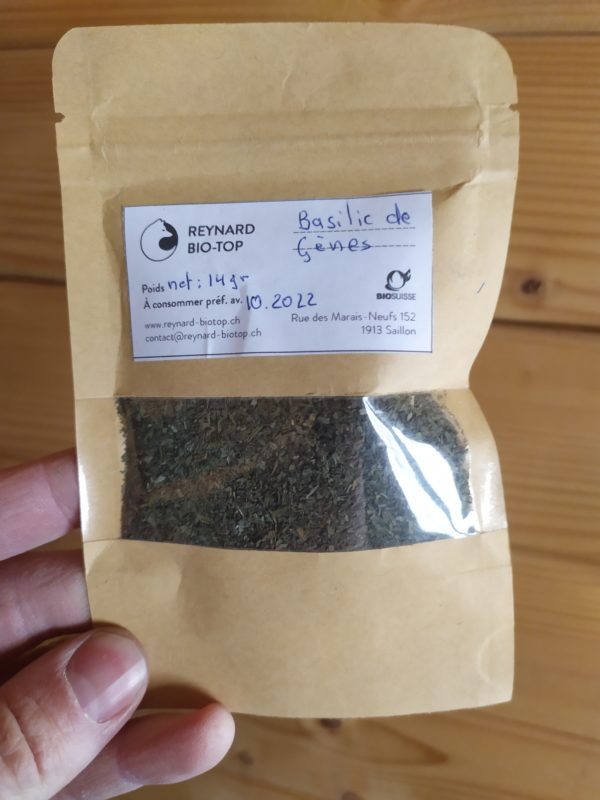 REYNARD
BIO-TOP
Basilic de
Gènes
Poids net: 14 gr
À consommer préf. av. 10.2022
BIOSUISSE
www.reynard-biotop.ch
contact@reynard-biotop.ch
Rue des Marais-Neufs 152
1913 Saillon